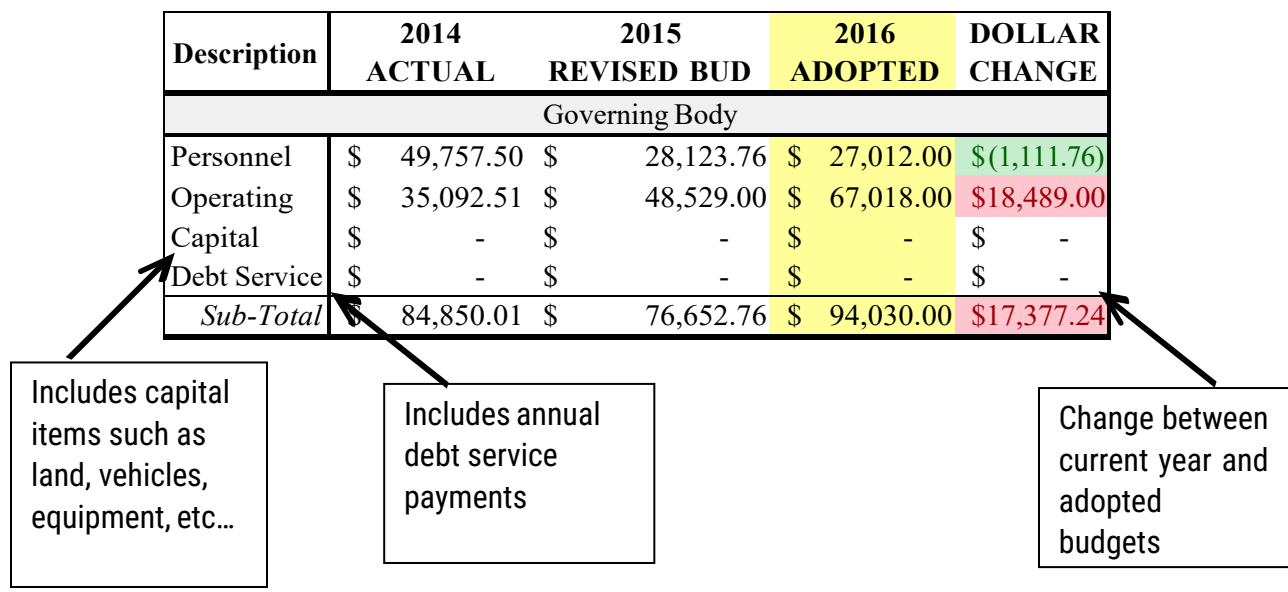 Description 2014 ACTUAL 2015 REVISED BUD 2016 ADOPTED DOLLAR CHANGE
Governing Body
Personnel $ 49,757.50 $ 28,123.76 $ 27,012.00 $(1,111.76)
Operating $ 35,092.51 $ 48,529.00 $ 67,018.00 $18,489.00
Capital $ - $ - $ - $ -
Debt Service $ - $ - $ - $ -
Sub-Total $ 84,850.01 $ 76,652.76 $ 94,030.00 $17,377.24
Includes capital
items such as
land, vehicles,
equipment, etc…
Includes annual
debt service
payments
Change between
current year and
adopted
budgets